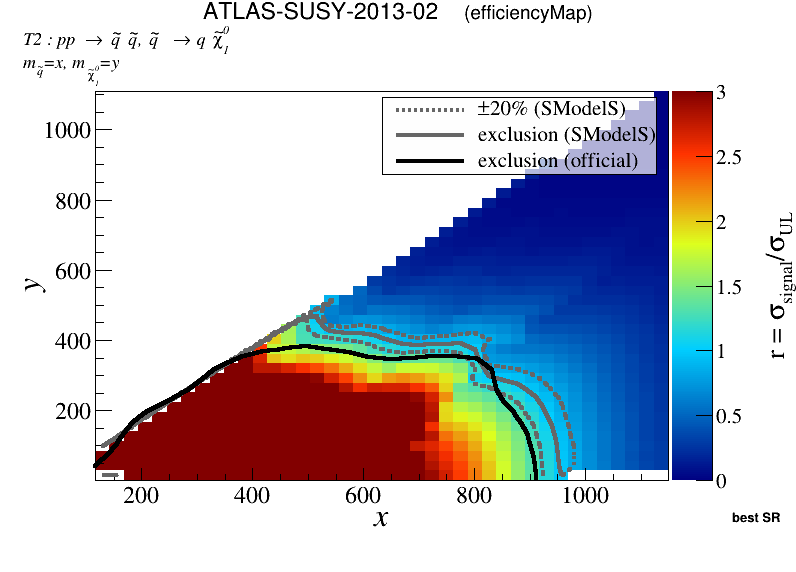 ATLAS-SUSY-2013-02 (efficiencyMap)
T2 : pp → q̃ q̃, q̃ → q χ̃₁⁰
m_q̃=x, m_χ̃₁⁰=y
±20% (SModelS)
exclusion (SModelS)
exclusion (official)
1000
800
600
400
200
y
200 400 600 800 1000
x
3
2.5
2
1.5
1
0.5
0
r = σ_signal/σ_UL
best SR